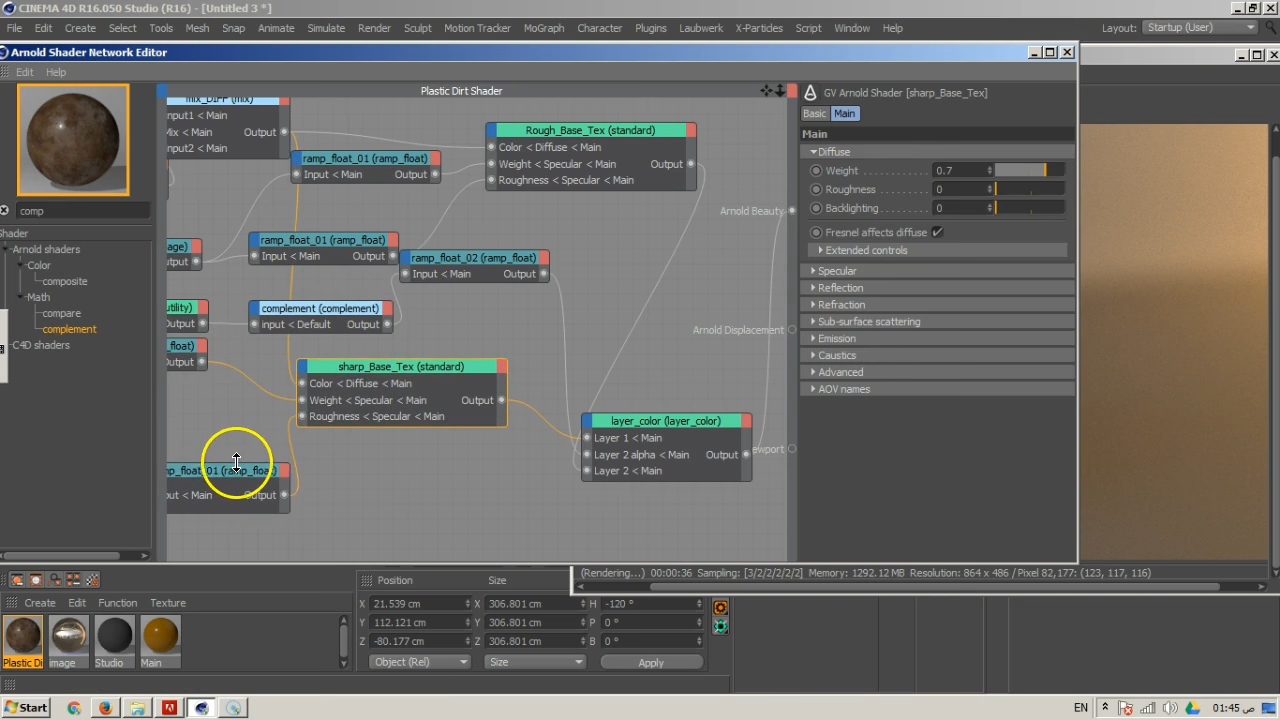 CINEMA 4D R16.050 Studio (R16) - [Untitled 3 *]
File Edit Create Select Tools Mesh Snap Animate Simulate Render Sculpt Motion Tracker MoGraph Character Plugins Laubwerk X-Particles Script Window Help Layout: Startup (User)
Arnold Shader Network Editor
Edit Help
Plastic Dirt Shader
mix_DIFF (mix)
Input1 < Main
Mix < Main Output
Input2 < Main
ramp_float_01 (ramp_float)
Input < Main Output
Rough_Base_Tex (standard)
Color < Diffuse < Main
Weight < Specular < Main Output
Roughness < Specular < Main
comp
Shader
Arnold shaders
Color
composite
Math
compare
complement
C4D shaders
ramp_float_01 (ramp_float)
Input < Main Output
ramp_float_02 (ramp_float)
Input < Main Output
complement (complement)
input < Default Output
sharp_Base_Tex (standard)
Color < Diffuse < Main
Weight < Specular < Main Output
Roughness < Specular < Main
layer_color (layer_color)
Layer 1 < Main
Layer 2 alpha < Main Output
Layer 2 < Main
Arnold Beauty
Arnold Displacement
ewport
mp_float_01 (ramp_float)
put < Main Output
GV Arnold Shader [sharp_Base_Tex]
Basic Main
Main
Diffuse
Weight 0.7
Roughness 0
Backlighting 0
Fresnel affects diffuse
Extended controls
Specular
Reflection
Refraction
Sub-surface scattering
Emission
Caustics
Advanced
AOV names
(Rendering...) 00:00:36 Sampling: [3/2/2/2/2/2] Memory: 1292.12 MB Resolution: 864 x 486 / Pixel 82,177: (123, 117, 116)
Create Edit Function Texture
Plastic Di image Studio Main
Position Size
X 21.539 cm X 306.801 cm H -120 °
Y 112.121 cm Y 306.801 cm P 0 °
Z -80.177 cm Z 306.801 cm B 0 °
Object (Rel) Size Apply
Start EN 01:45 ص